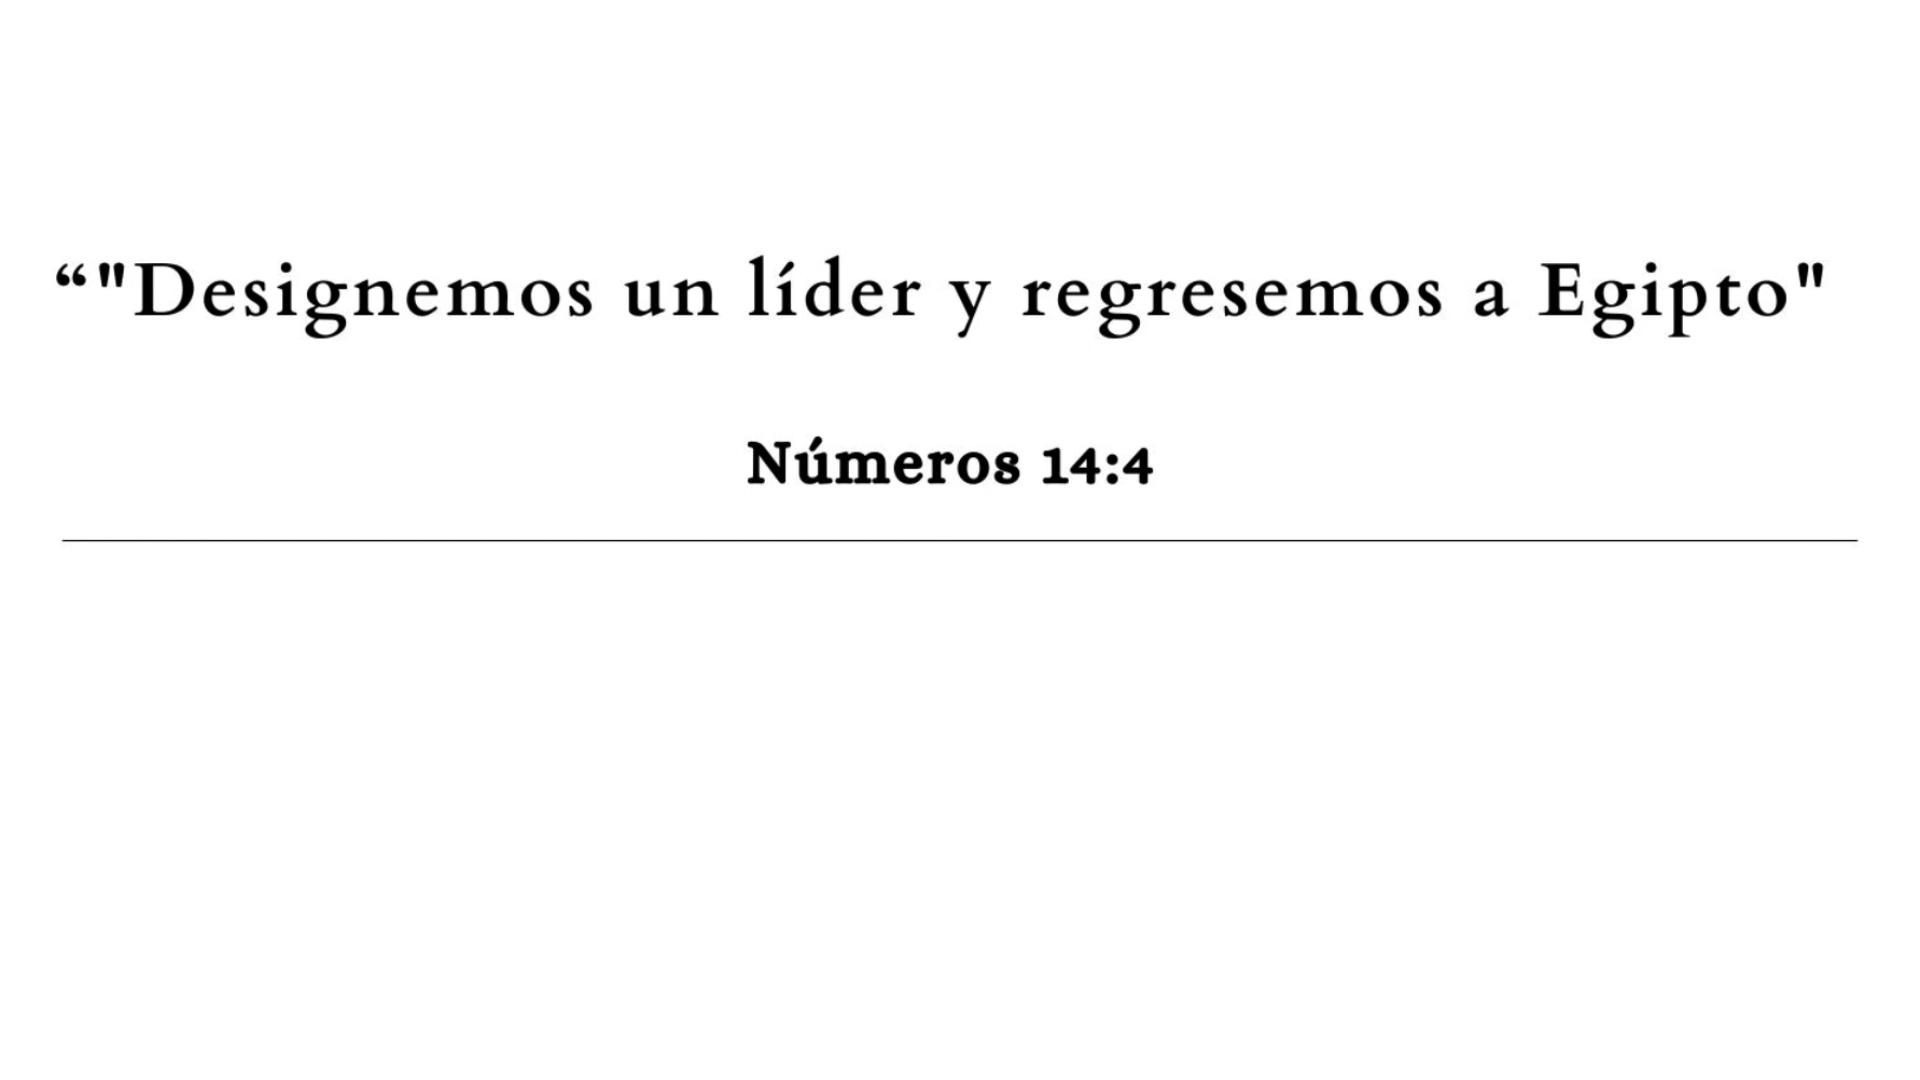 “"Designemos un líder y regresemos a Egipto"
Números 14:4